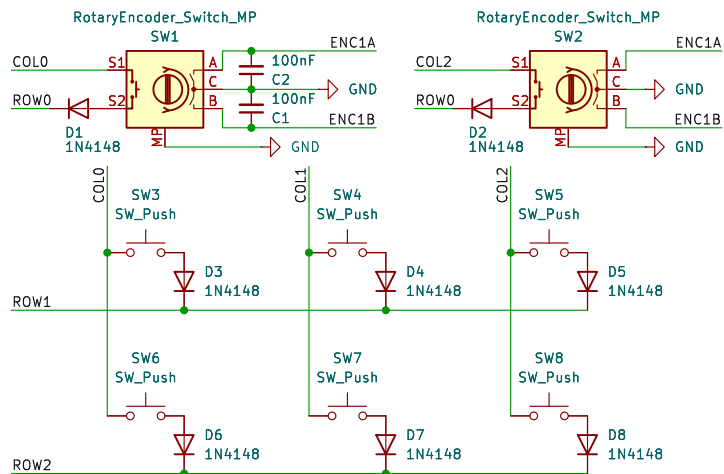 RotaryEncoder_Switch_MP
SW1
RotaryEncoder_Switch_MP
SW2
COL0
S1
A
ENC1A
100nF
C2
C
GND
100nF
C1
ROW0
S2
B
ENC1B
D1
1N4148
MP
GND
COL2
S1
A
ENC1A
C
GND
ROW0
S2
B
ENC1B
D2
1N4148
MP
GND
COL0
COL1
COL2
SW3
SW_Push
SW4
SW_Push
SW5
SW_Push
D3
1N4148
D4
1N4148
D5
1N4148
ROW1
SW6
SW_Push
SW7
SW_Push
SW8
SW_Push
D6
1N4148
D7
1N4148
D8
1N4148
ROW2